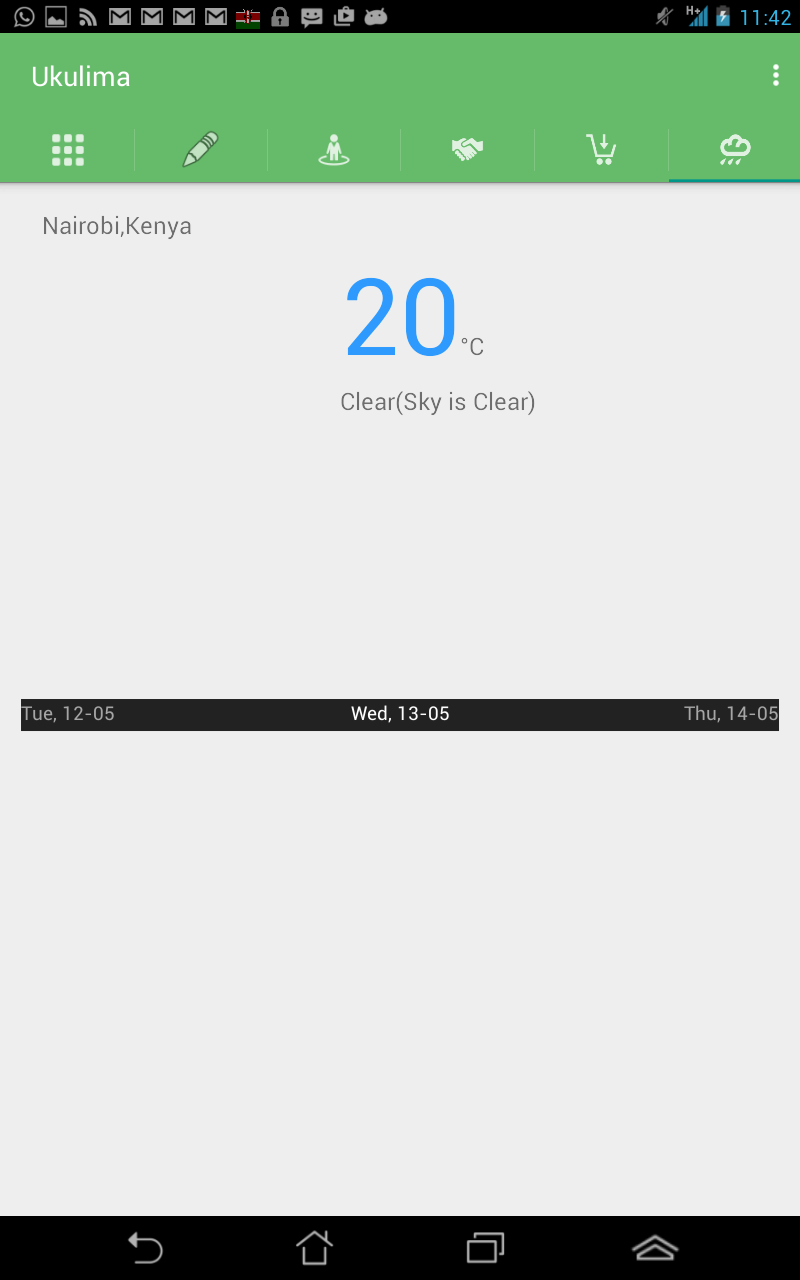 H+ 11:42
Ukulima
Nairobi,Kenya
20 °C
Clear(Sky is Clear)
Tue, 12-05 Wed, 13-05 Thu, 14-05